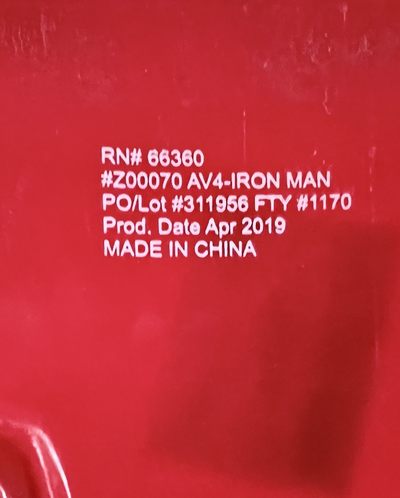 RN# 66360
#Z00070 AV4-IRON MAN
PO/Lot #311956 FTY #1170
Prod. Date Apr 2019
MADE IN CHINA